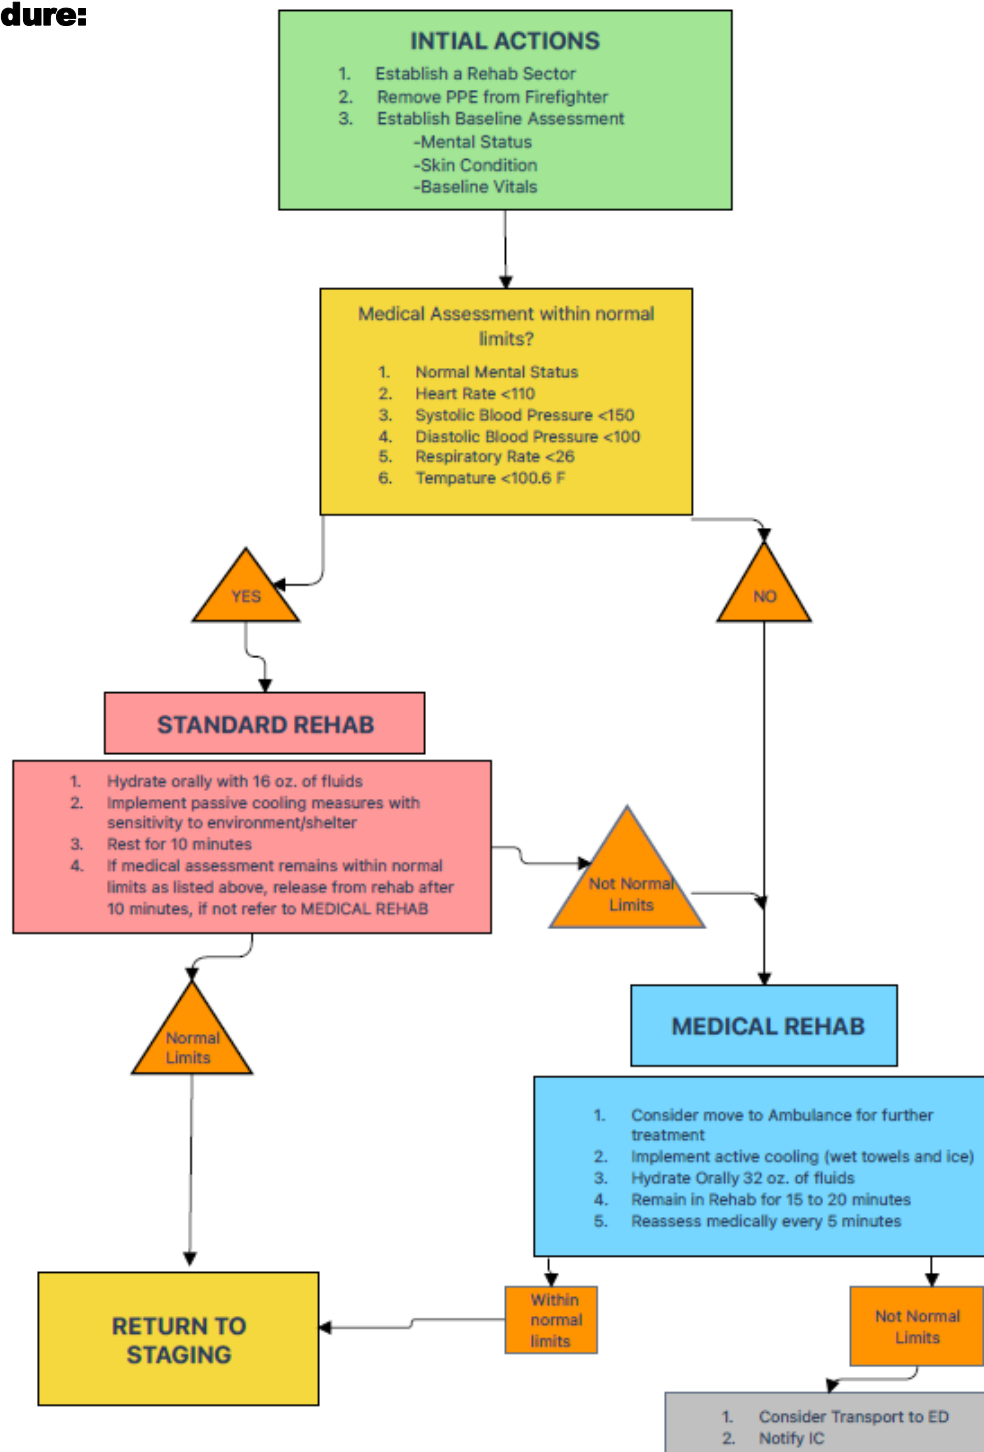 dure:
INTIAL ACTIONS
1. Establish a Rehab Sector
2. Remove PPE from Firefighter
3. Establish Baseline Assessment
-Mental Status
-Skin Condition
-Baseline Vitals
Medical Assessment within normal
limits?
1. Normal Mental Status
2. Heart Rate <110
3. Systolic Blood Pressure <150
4. Diastolic Blood Pressure <100
5. Respiratory Rate <26
6. Tempature <100.6 F
YES
NO
STANDARD REHAB
1. Hydrate orally with 16 oz. of fluids
2. Implement passive cooling measures with
sensitivity to environment/shelter
3. Rest for 10 minutes
4. If medical assessment remains within normal
limits as listed above, release from rehab after
10 minutes, if not refer to MEDICAL REHAB
Not Normal
Limits
Normal
Limits
MEDICAL REHAB
1. Consider move to Ambulance for further
treatment
2. Implement active cooling (wet towels and ice)
3. Hydrate Orally 32 oz. of fluids
4. Remain in Rehab for 15 to 20 minutes
5. Reassess medically every 5 minutes
RETURN TO
STAGING
Within
normal
limits
Not Normal
Limits
1. Consider Transport to ED
2. Notify IC